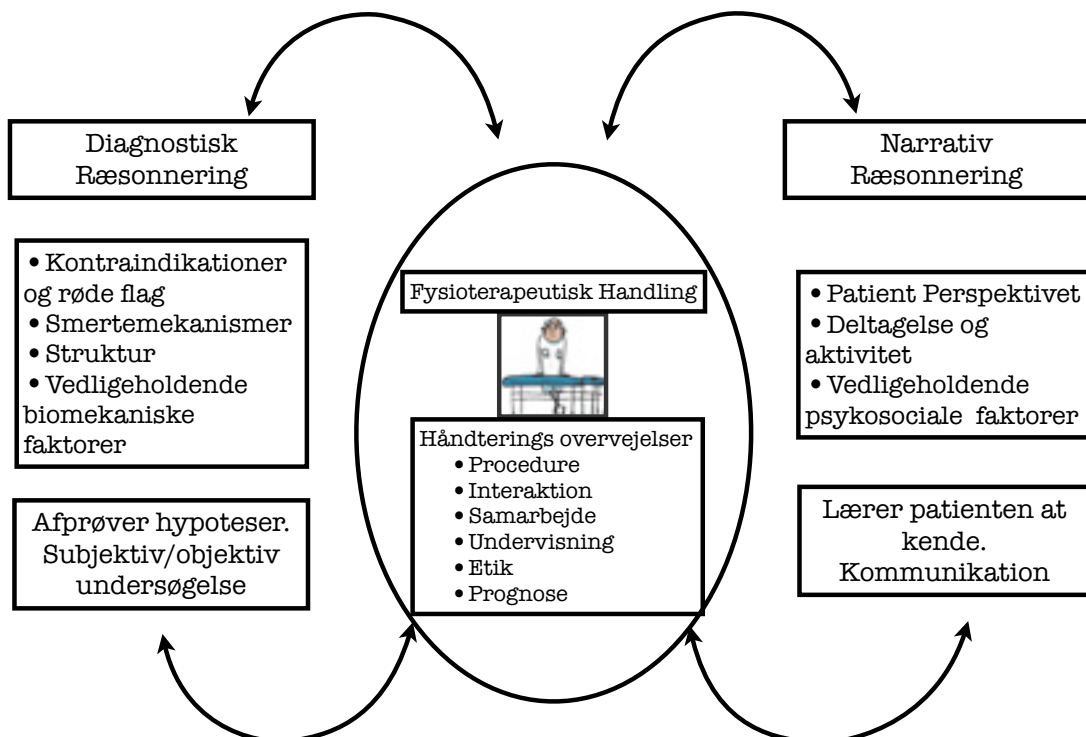 Diagnostisk
Ræsonnering
• Kontraindikationer
og røde flag
• Smertemekanismer
• Struktur
• Vedligeholdende
biomekaniske
faktorer
Afprøver hypoteser.
Subjektiv/objektiv
undersøgelse
Fysioterapeutisk Handling
Håndterings overvejelser
• Procedure
• Interaktion
• Samarbejde
• Undervisning
• Etik
• Prognose
Narrativ
Ræsonnering
• Patient Perspektivet
• Deltagelse og
aktivitet
• Vedligeholdende
psykosociale faktorer
Lærer patienten at
kende.
Kommunikation